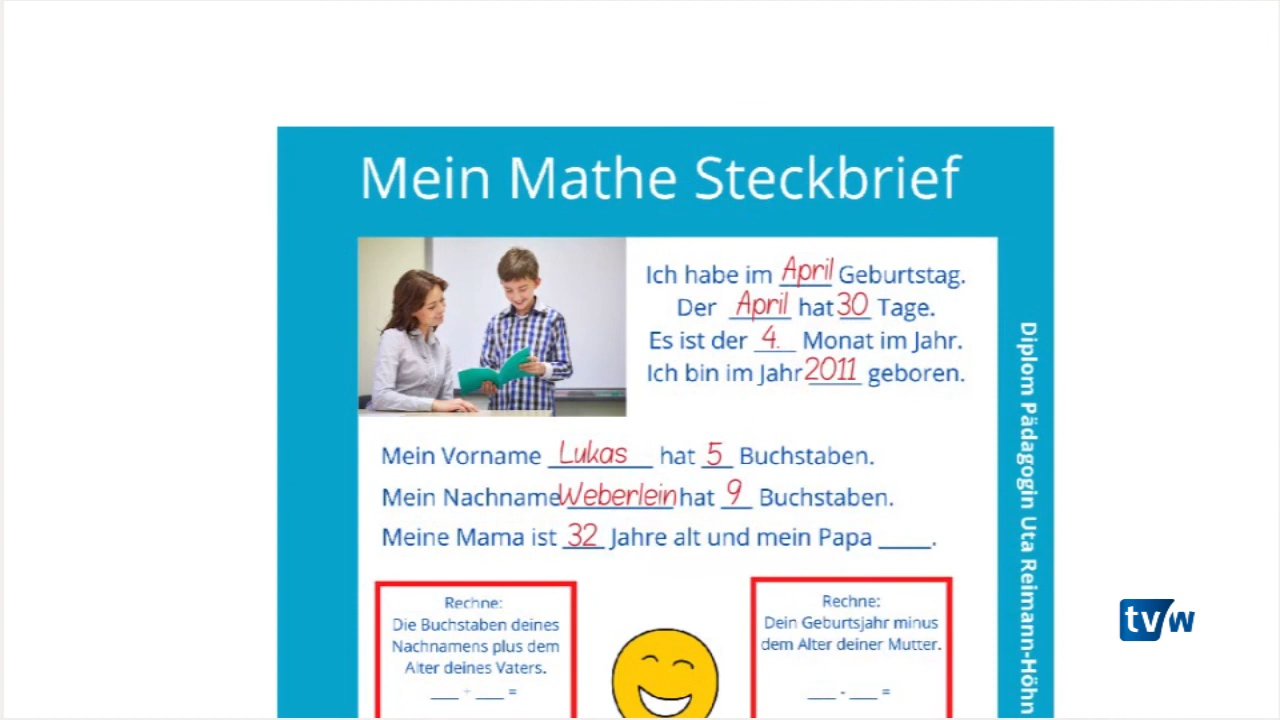 Mein Mathe Steckbrief
Ich habe im April Geburtstag.
Der April hat 30 Tage.
Es ist der 4. Monat im Jahr.
Ich bin im Jahr 2011 geboren.
Mein Vorname Lukas hat 5 Buchstaben.
Mein Nachname Weberlein hat 9 Buchstaben.
Meine Mama ist 32 Jahre alt und mein Papa _____.
Rechne:
Die Buchstaben deines
Nachnamens plus dem
Alter deines Vaters.
___ + ___ =
Rechne:
Dein Geburtsjahr minus
dem Alter deiner Mutter.
___ - ___ =
Diplom Pädagogin Uta Reimann-Höhn
tvw